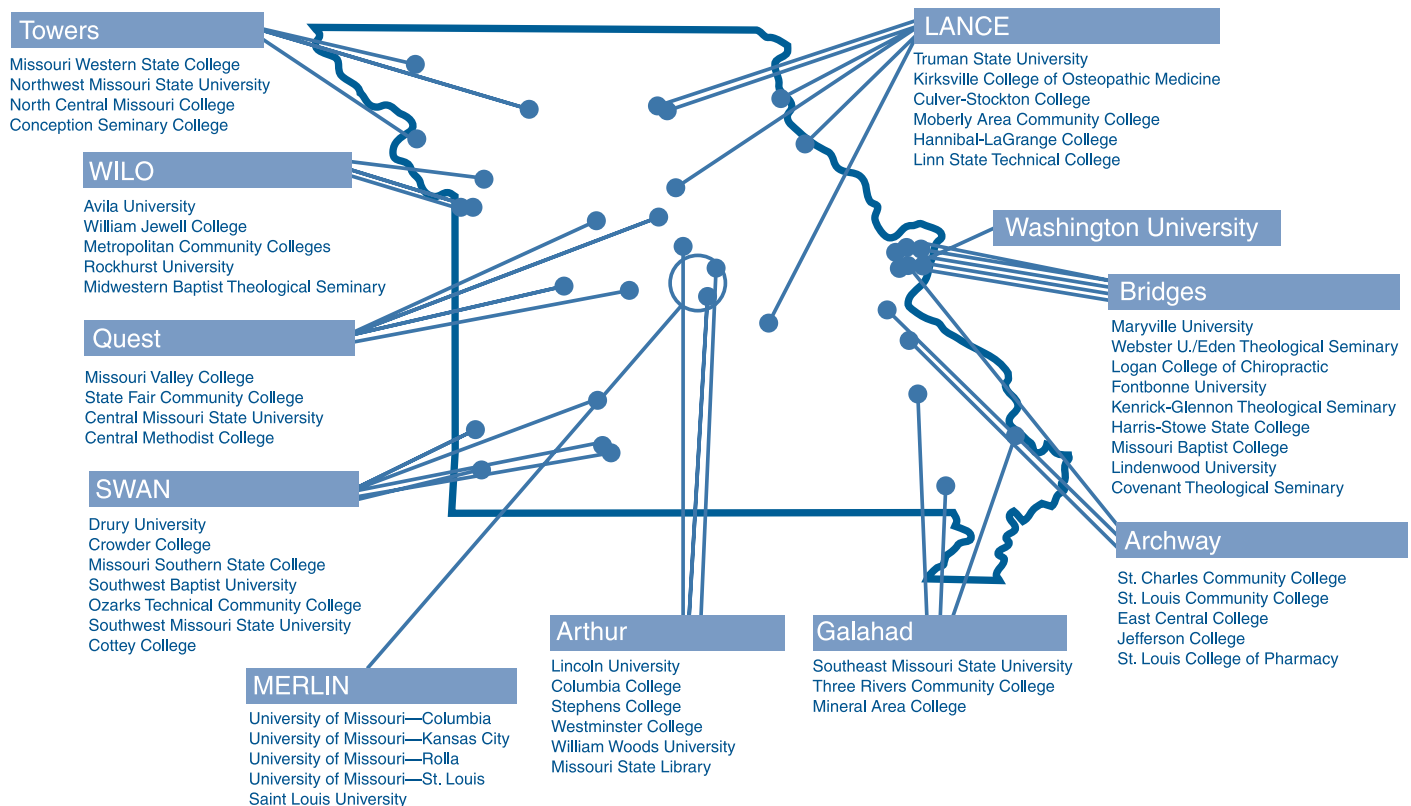 Towers
Missouri Western State College
Northwest Missouri State University
North Central Missouri College
Conception Seminary College
WILO
Avila University
William Jewell College
Metropolitan Community Colleges
Rockhurst University
Midwestern Baptist Theological Seminary
Quest
Missouri Valley College
State Fair Community College
Central Missouri State University
Central Methodist College
SWAN
Drury University
Crowder College
Missouri Southern State College
Southwest Baptist University
Ozarks Technical Community College
Southwest Missouri State University
Cottey College
MERLIN
University of Missouri—Columbia
University of Missouri—Kansas City
University of Missouri—Rolla
University of Missouri—St. Louis
Saint Louis University
Arthur
Lincoln University
Columbia College
Stephens College
Westminster College
William Woods University
Missouri State Library
Galahad
Southeast Missouri State University
Three Rivers Community College
Mineral Area College
LANCE
Truman State University
Kirksville College of Osteopathic Medicine
Culver-Stockton College
Moberly Area Community College
Hannibal-LaGrange College
Linn State Technical College
Washington University
Bridges
Maryville University
Webster U./Eden Theological Seminary
Logan College of Chiropractic
Fontbonne University
Kenrick-Glennon Theological Seminary
Harris-Stowe State College
Missouri Baptist College
Lindenwood University
Covenant Theological Seminary
Archway
St. Charles Community College
St. Louis Community College
East Central College
Jefferson College
St. Louis College of Pharmacy